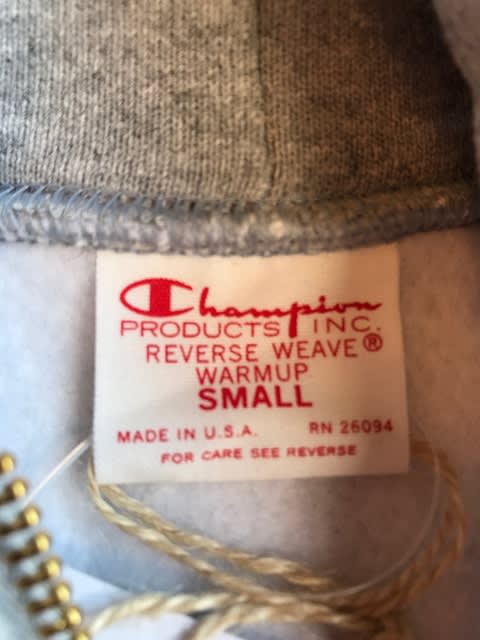 Champion
PRODUCTS INC.
REVERSE WEAVE®
WARMUP
SMALL
MADE IN U.S.A. RN 26094
FOR CARE SEE REVERSE